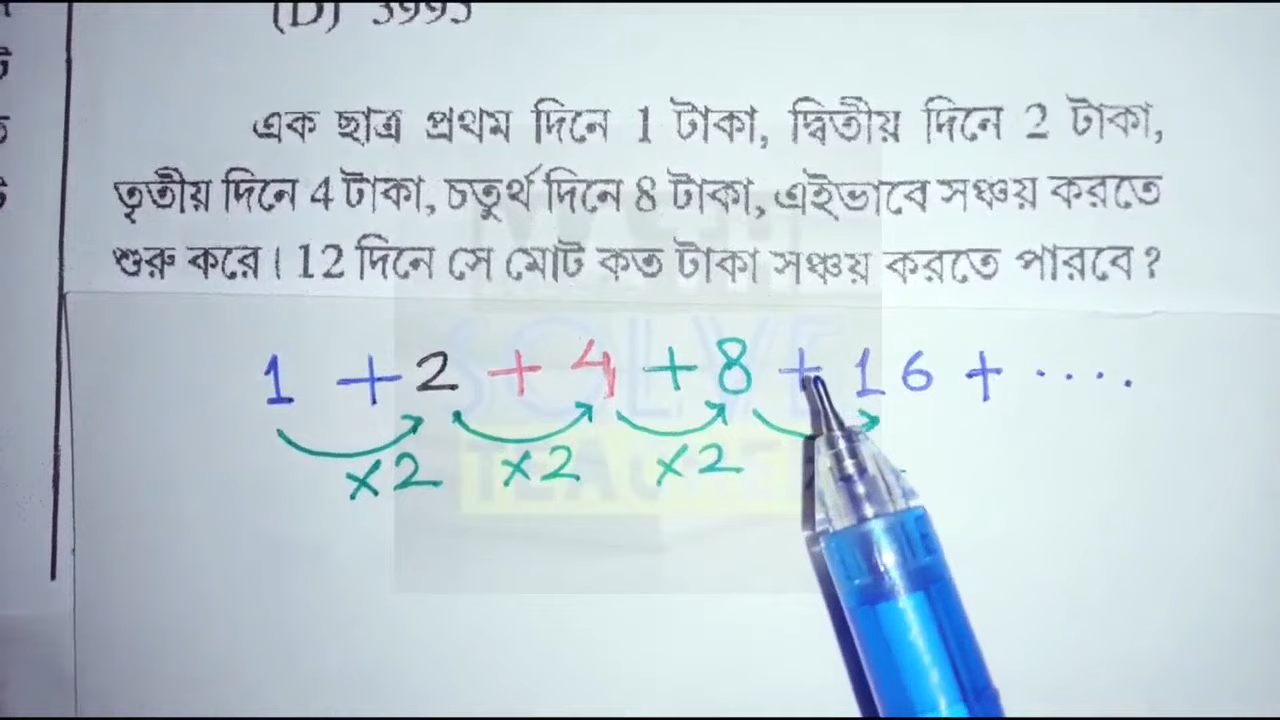 (D) 3995
এক ছাত্র প্রথম দিনে 1 টাকা, দ্বিতীয় দিনে 2 টাকা,
তৃতীয় দিনে 4 টাকা, চতুর্থ দিনে 8 টাকা, এইভাবে সঞ্চয় করতে
শুরু করে। 12 দিনে সে মোট কত টাকা সঞ্চয় করতে পারবে?
1 + 2 + 4 + 8 + 16 + ····
×2 ×2 ×2
SOLVE